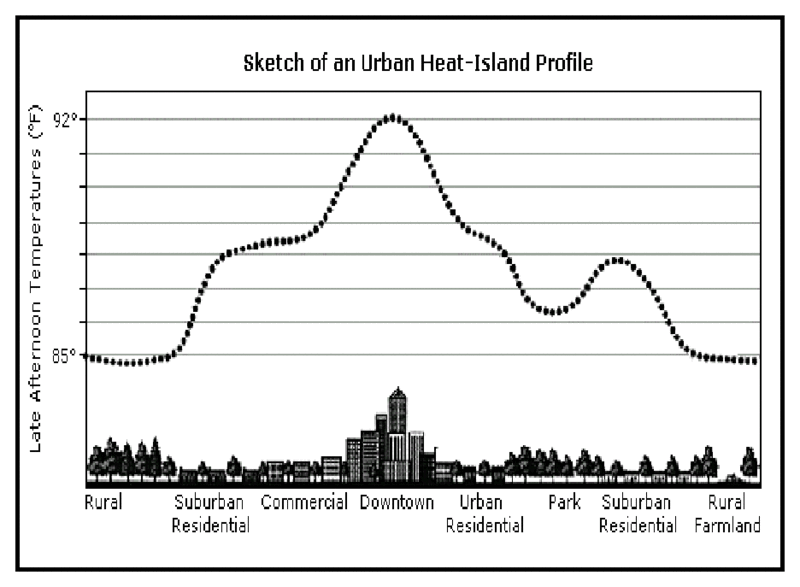 Sketch of an Urban Heat-Island Profile
Late Afternoon Temperatures (°F)
92°
85°
Rural
Suburban
Residential
Commercial
Downtown
Urban
Residential
Park
Suburban
Residential
Rural
Farmland